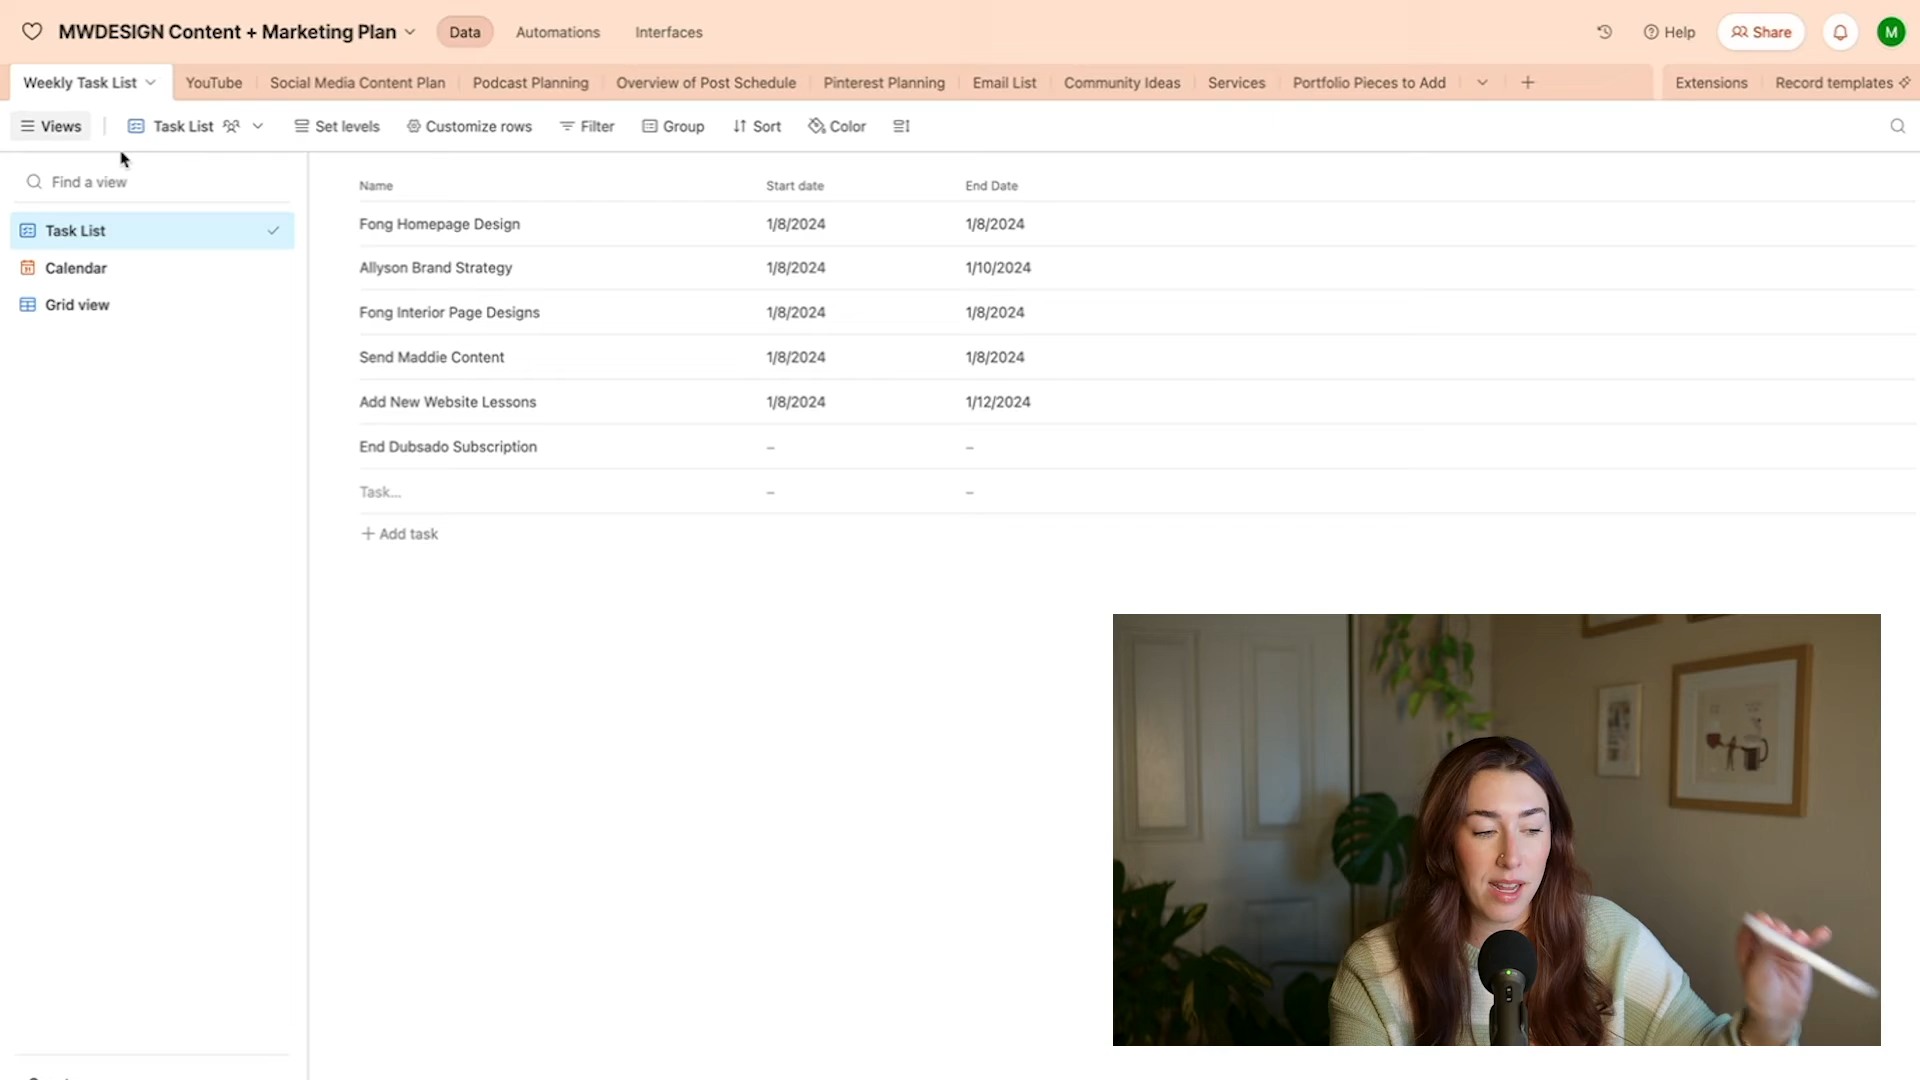 MWDESIGN Content + Marketing Plan
Data
Automations
Interfaces
Help
Share
M
Weekly Task List
YouTube
Social Media Content Plan
Podcast Planning
Overview of Post Schedule
Pinterest Planning
Email List
Community Ideas
Services
Portfolio Pieces to Add
Extensions
Record templates
Views
Task List
Set levels
Customize rows
Filter
Group
Sort
Color
Find a view
Task List
Calendar
Grid view
Name Start date End Date
Fong Homepage Design 1/8/2024 1/8/2024
Allyson Brand Strategy 1/8/2024 1/10/2024
Fong Interior Page Designs 1/8/2024 1/8/2024
Send Maddie Content 1/8/2024 1/8/2024
Add New Website Lessons 1/8/2024 1/12/2024
End Dubsado Subscription – –
Task... – –
+ Add task